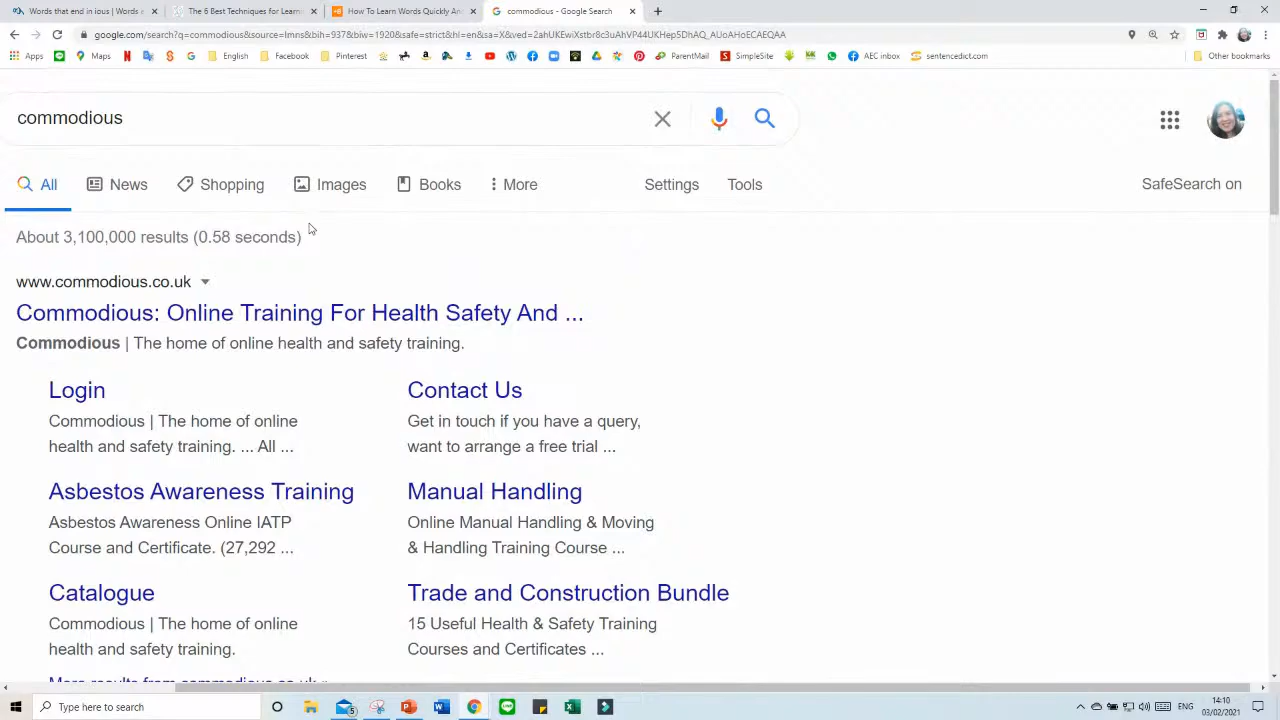 Words that end in ious | Words
The 6 Best Techniques for Learn
How To Learn Words Quickly An
commodious - Google Search
google.com/search?q=commodious&source=lmns&bih=937&biw=1920&safe=strict&hl=en&sa=X&ved=2ahUKEwiXstbr8c3uAhVP44UKHep5DhAQ_AUoAHoECAEQAA
Apps Maps English Facebook Pinterest ParentMail SimpleSite AEC inbox sentencedict.com Other bookmarks
commodious
All News Shopping Images Books More Settings Tools SafeSearch on
About 3,100,000 results (0.58 seconds)
www.commodious.co.uk
Commodious: Online Training For Health Safety And ...
Commodious | The home of online health and safety training.
Login
Commodious | The home of online
health and safety training. ... All ...
Contact Us
Get in touch if you have a query,
want to arrange a free trial ...
Asbestos Awareness Training
Asbestos Awareness Online IATP
Course and Certificate. (27,292 ...
Manual Handling
Online Manual Handling & Moving
& Handling Training Course ...
Catalogue
Commodious | The home of online
health and safety training.
Trade and Construction Bundle
15 Useful Health & Safety Training
Courses and Certificates ...
More results from commodious.co.uk »
Type here to search
ENG
14:10
03/02/2021